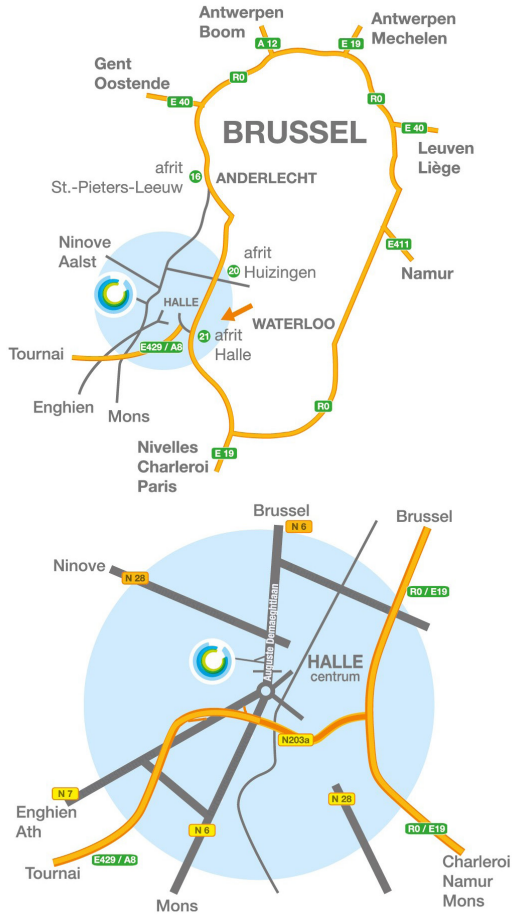 Antwerpen
Boom
Antwerpen
Mechelen
A 12
E 19
Gent
Oostende
R0
R0
E 40
BRUSSEL
E 40
Leuven
Liège
afrit
St.-Pieters-Leeuw
16
ANDERLECHT
Ninove
Aalst
E411
Namur
afrit
20
Huizingen
HALLE
WATERLOO
21
afrit
Halle
Tournai
E429 / A8
Enghien
Mons
R0
Nivelles
Charleroi
Paris
E 19
Brussel
N 6
Brussel
Ninove
N 28
R0 / E19
Auguste Demaeghtlaan
HALLE
centrum
N203a
N 7
Enghien
Ath
N 28
N 6
R0 / E19
Tournai
E429 / A8
Mons
Charleroi
Namur
Mons